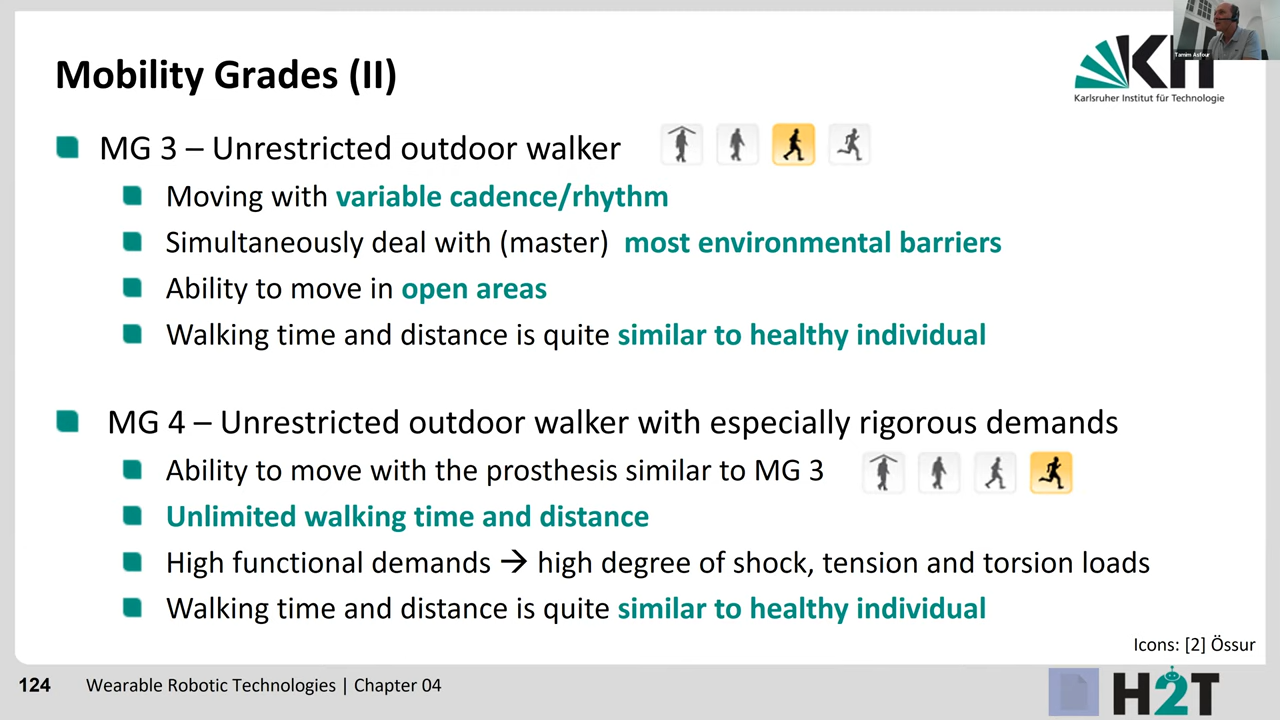 Mobility Grades (II)
KIT
Karlsruher Institut für Technologie
Tamim Asfour
MG 3 – Unrestricted outdoor walker
Moving with variable cadence/rhythm
Simultaneously deal with (master) most environmental barriers
Ability to move in open areas
Walking time and distance is quite similar to healthy individual
MG 4 – Unrestricted outdoor walker with especially rigorous demands
Ability to move with the prosthesis similar to MG 3
Unlimited walking time and distance
High functional demands → high degree of shock, tension and torsion loads
Walking time and distance is quite similar to healthy individual
Icons: [2] Össur
124 Wearable Robotic Technologies | Chapter 04
H2T